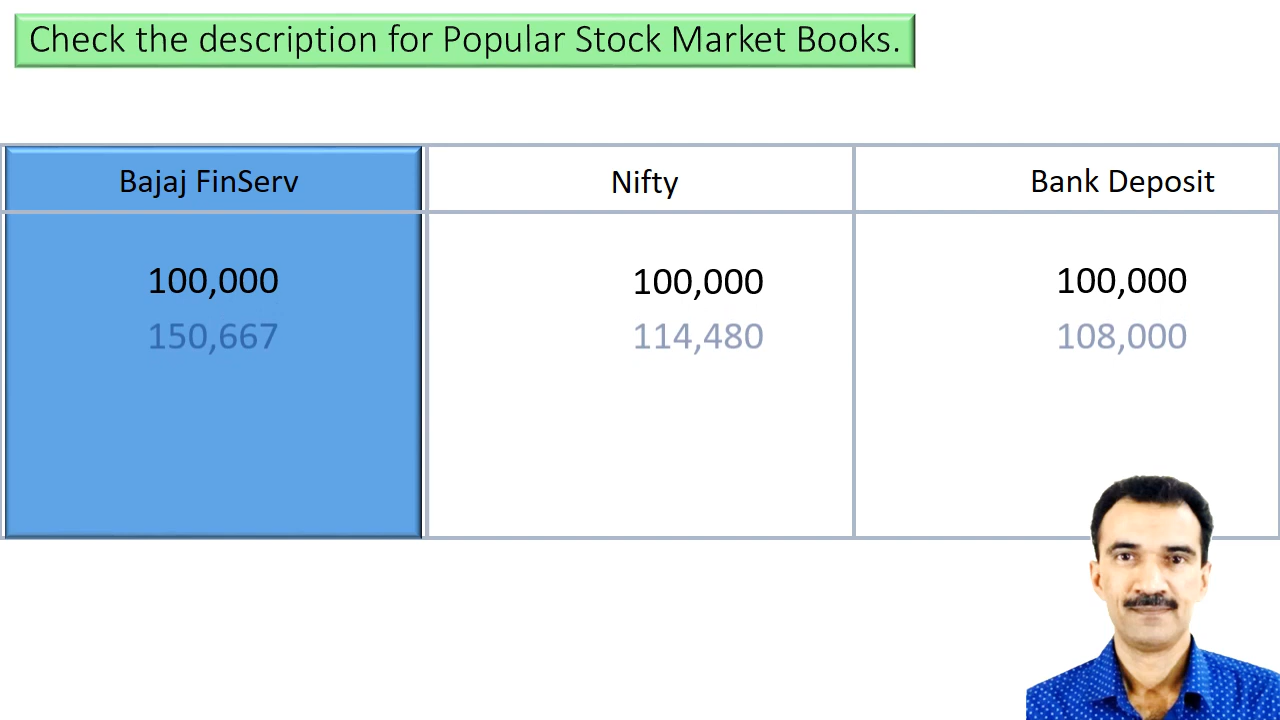 Check the description for Popular Stock Market Books.
Bajaj FinServ Nifty Bank Deposit
100,000 100,000 100,000
150,667 114,480 108,000